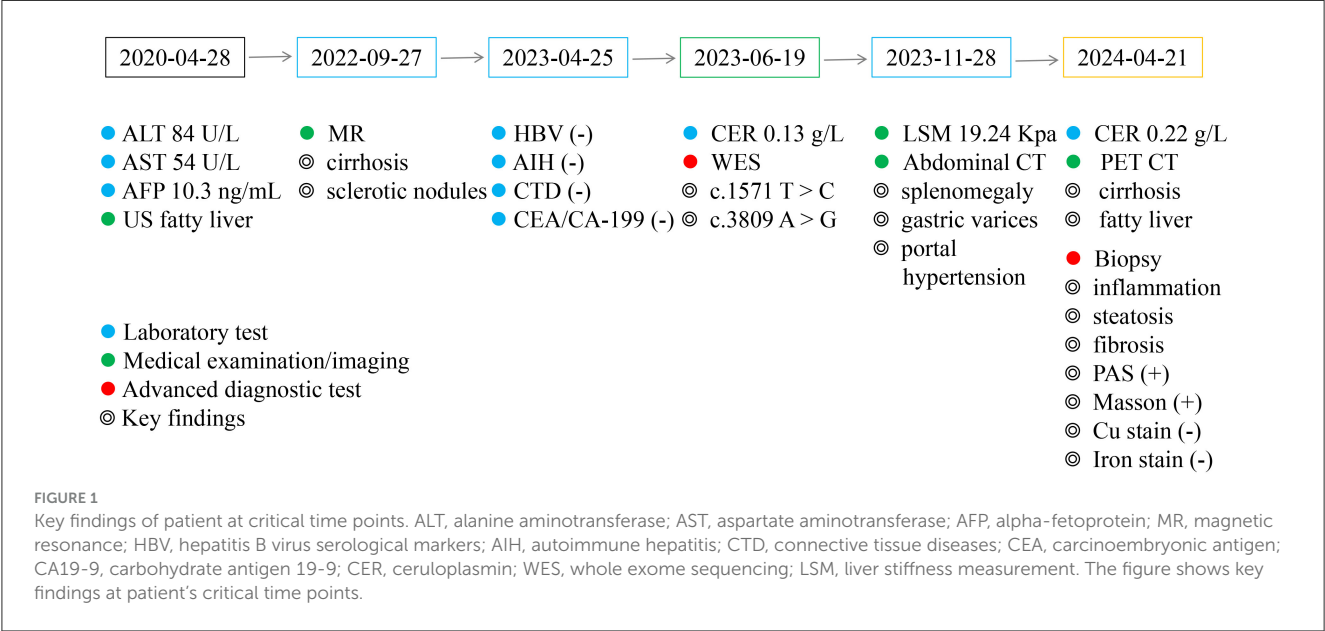 2020-04-28
2022-09-27
2023-04-25
2023-06-19
2023-11-28
2024-04-21
ALT 84 U/L
AST 54 U/L
AFP 10.3 ng/mL
US fatty liver
MR
cirrhosis
sclerotic nodules
HBV (-)
AIH (-)
CTD (-)
CEA/CA-199 (-)
CER 0.13 g/L
WES
c.1571 T > C
c.3809 A > G
LSM 19.24 Kpa
Abdominal CT
splenomegaly
gastric varices
portal
hypertension
CER 0.22 g/L
PET CT
cirrhosis
fatty liver
Biopsy
inflammation
steatosis
fibrosis
PAS (+)
Masson (+)
Cu stain (-)
Iron stain (-)
Laboratory test
Medical examination/imaging
Advanced diagnostic test
Key findings
FIGURE 1
Key findings of patient at critical time points. ALT, alanine aminotransferase; AST, aspartate aminotransferase; AFP, alpha-fetoprotein; MR, magnetic
resonance; HBV, hepatitis B virus serological markers; AIH, autoimmune hepatitis; CTD, connective tissue diseases; CEA, carcinoembryonic antigen;
CA19-9, carbohydrate antigen 19-9; CER, ceruloplasmin; WES, whole exome sequencing; LSM, liver stiffness measurement. The figure shows key
findings at patient's critical time points.